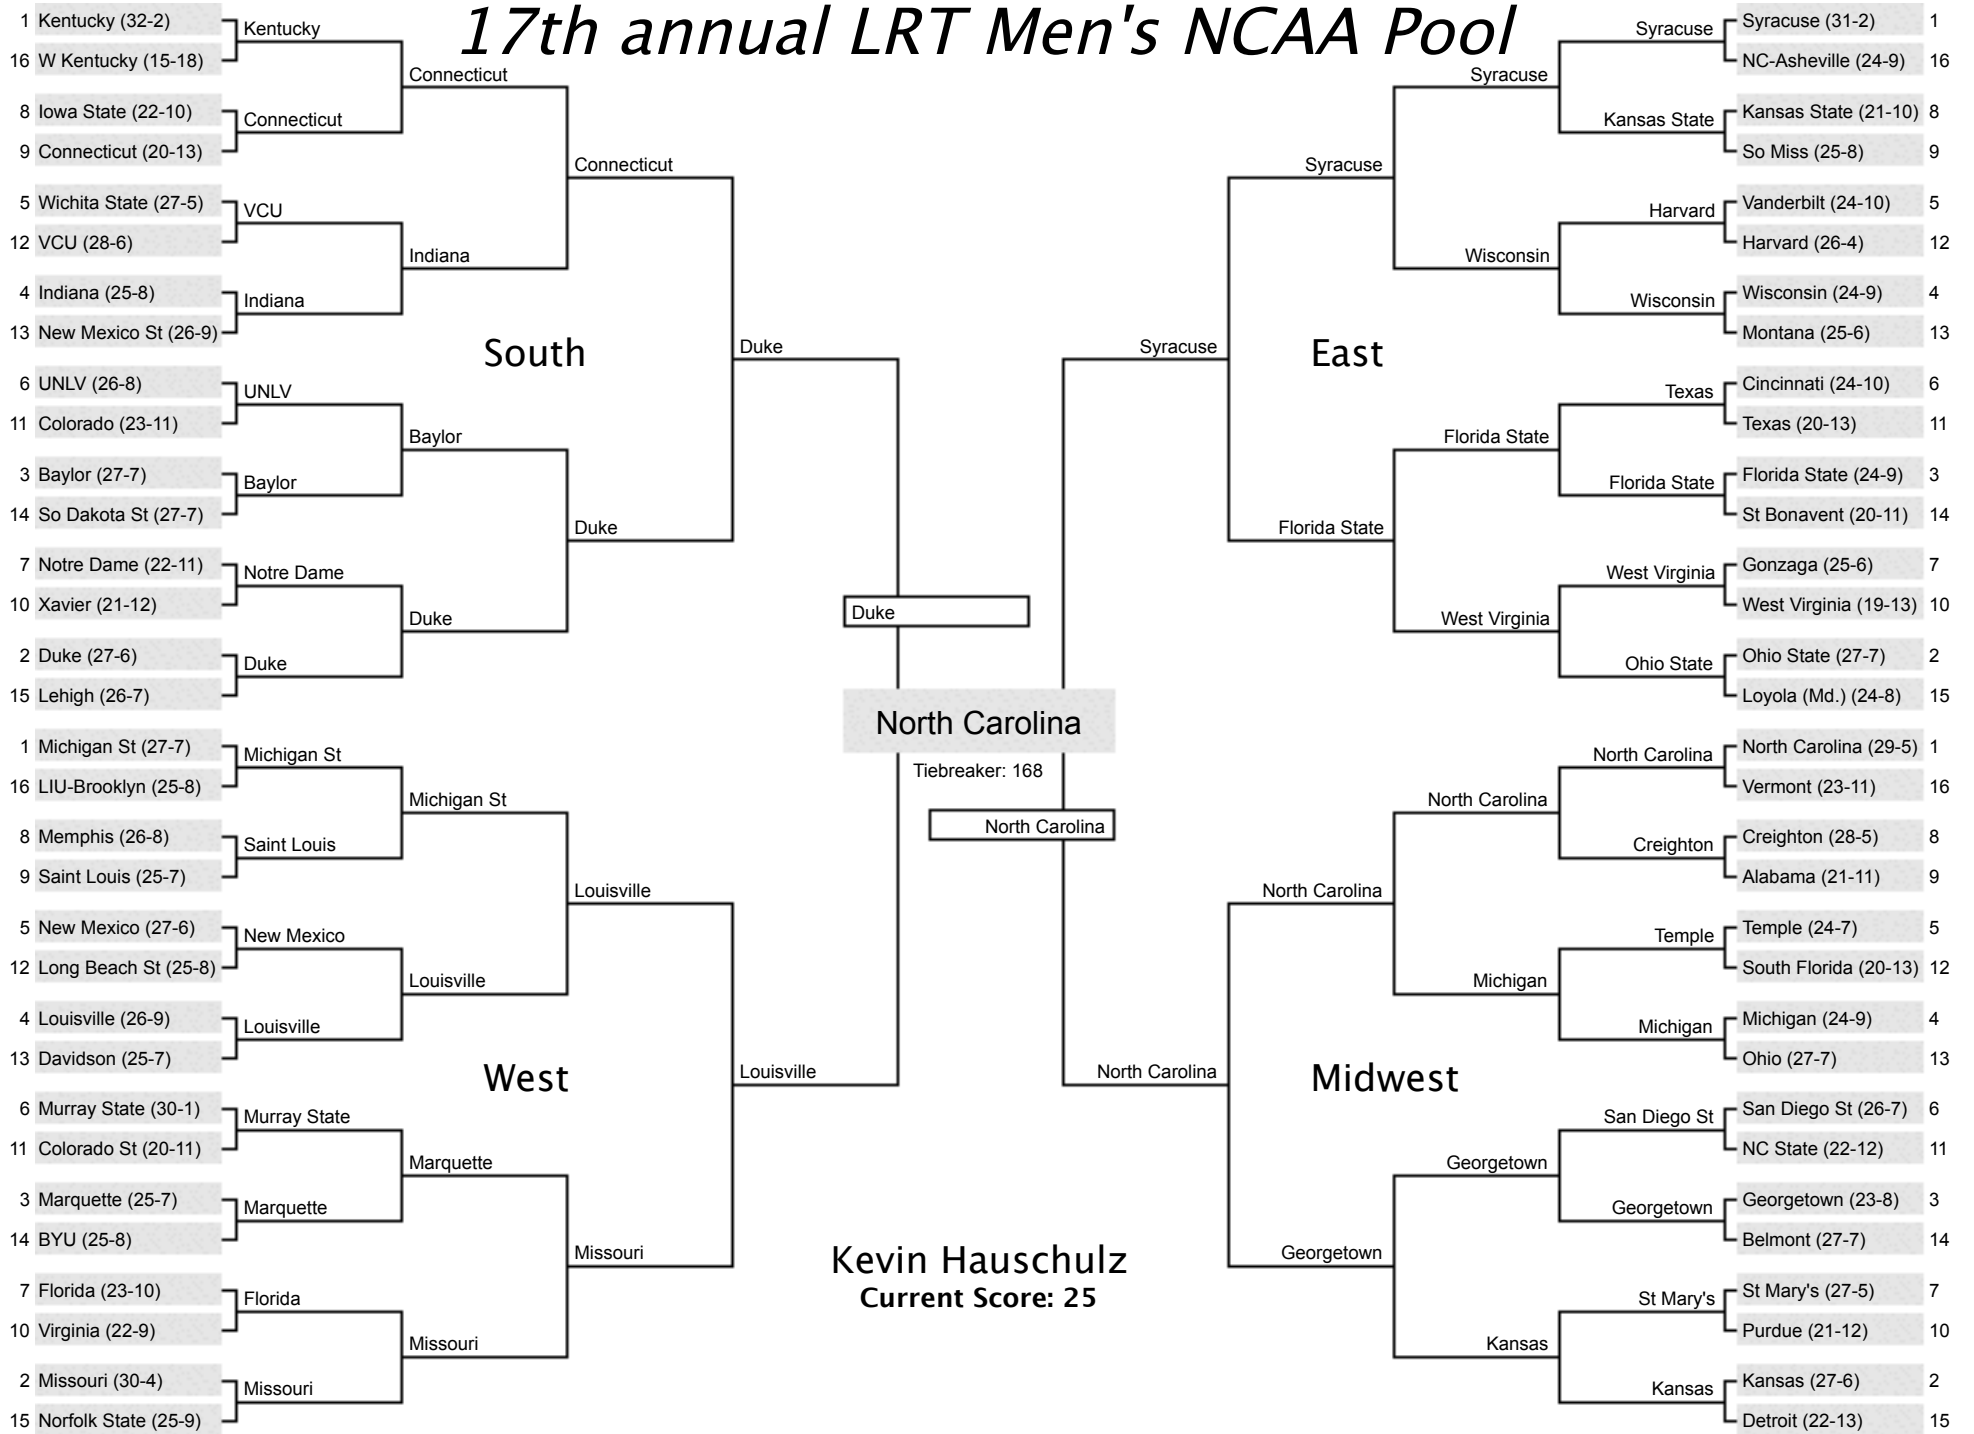 17th annual LRT Men's NCAA Pool
1 Kentucky (32-2)
16 W Kentucky (15-18)
8 Iowa State (22-10)
9 Connecticut (20-13)
5 Wichita State (27-5)
12 VCU (28-6)
4 Indiana (25-8)
13 New Mexico St (26-9)
6 UNLV (26-8)
11 Colorado (23-11)
3 Baylor (27-7)
14 So Dakota St (27-7)
7 Notre Dame (22-11)
10 Xavier (21-12)
2 Duke (27-6)
15 Lehigh (26-7)
Kentucky
Connecticut
VCU
Indiana
UNLV
Baylor
Notre Dame
Duke
Connecticut
Indiana
Baylor
Duke
Connecticut
Duke
Duke
South
1 Michigan St (27-7)
16 LIU-Brooklyn (25-8)
8 Memphis (26-8)
9 Saint Louis (25-7)
5 New Mexico (27-6)
12 Long Beach St (25-8)
4 Louisville (26-9)
13 Davidson (25-7)
6 Murray State (30-1)
11 Colorado St (20-11)
3 Marquette (25-7)
14 BYU (25-8)
7 Florida (23-10)
10 Virginia (22-9)
2 Missouri (30-4)
15 Norfolk State (25-9)
Michigan St
Saint Louis
New Mexico
Louisville
Murray State
Marquette
Florida
Missouri
Michigan St
Louisville
Marquette
Missouri
Louisville
Missouri
Louisville
West
Duke
North Carolina
Tiebreaker: 168
North Carolina
Kevin Hauschulz
Current Score: 25
Syracuse
East
Syracuse
Florida State
Syracuse
Wisconsin
Florida State
West Virginia
Syracuse
Kansas State
Harvard
Wisconsin
Texas
Florida State
West Virginia
Ohio State
Syracuse (31-2) 1
NC-Asheville (24-9) 16
Kansas State (21-10) 8
So Miss (25-8) 9
Vanderbilt (24-10) 5
Harvard (26-4) 12
Wisconsin (24-9) 4
Montana (25-6) 13
Cincinnati (24-10) 6
Texas (20-13) 11
Florida State (24-9) 3
St Bonavent (20-11) 14
Gonzaga (25-6) 7
West Virginia (19-13) 10
Ohio State (27-7) 2
Loyola (Md.) (24-8) 15
North Carolina
Midwest
North Carolina
Georgetown
North Carolina
Michigan
Georgetown
Kansas
North Carolina
Creighton
Temple
Michigan
San Diego St
Georgetown
St Mary's
Kansas
North Carolina (29-5) 1
Vermont (23-11) 16
Creighton (28-5) 8
Alabama (21-11) 9
Temple (24-7) 5
South Florida (20-13) 12
Michigan (24-9) 4
Ohio (27-7) 13
San Diego St (26-7) 6
NC State (22-12) 11
Georgetown (23-8) 3
Belmont (27-7) 14
St Mary's (27-5) 7
Purdue (21-12) 10
Kansas (27-6) 2
Detroit (22-13) 15